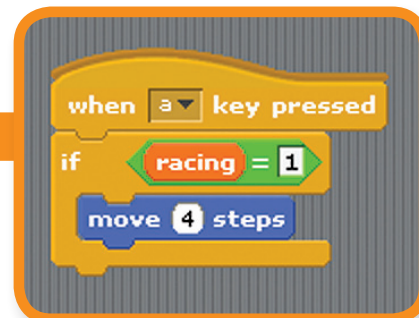 when a key pressed
if racing = 1
move 4 steps